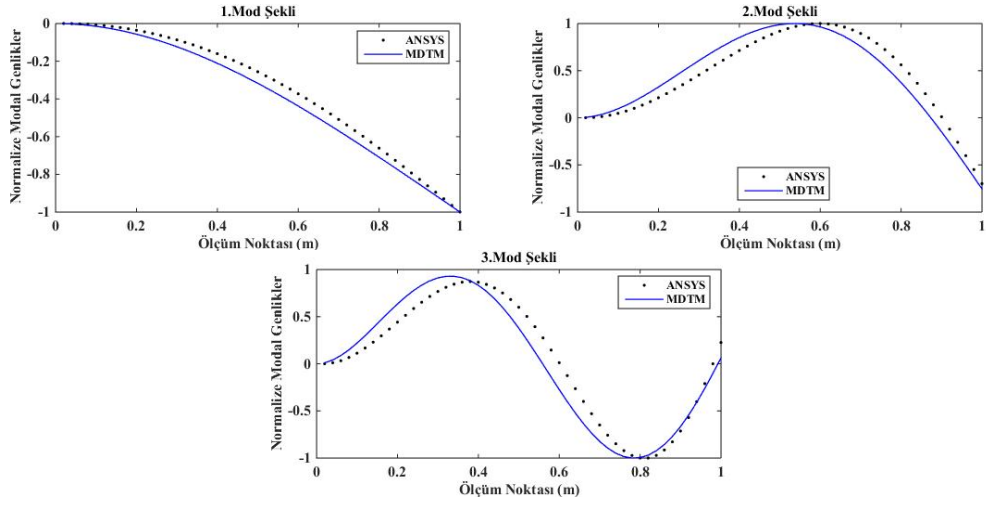 1.Mod Şekli
Normalize Modal Genlikler
0
-0.2
-0.4
-0.6
-0.8
-1
ANSYS
MDTM
0 0.2 0.4 0.6 0.8 1
Ölçüm Noktası (m)
2.Mod Şekli
Normalize Modal Genlikler
1
0.5
0
-0.5
-1
ANSYS
MDTM
0 0.2 0.4 0.6 0.8 1
Ölçüm Noktası (m)
3.Mod Şekli
Normalize Modal Genlikler
1
0.5
0
-0.5
-1
ANSYS
MDTM
0 0.2 0.4 0.6 0.8 1
Ölçüm Noktası (m)